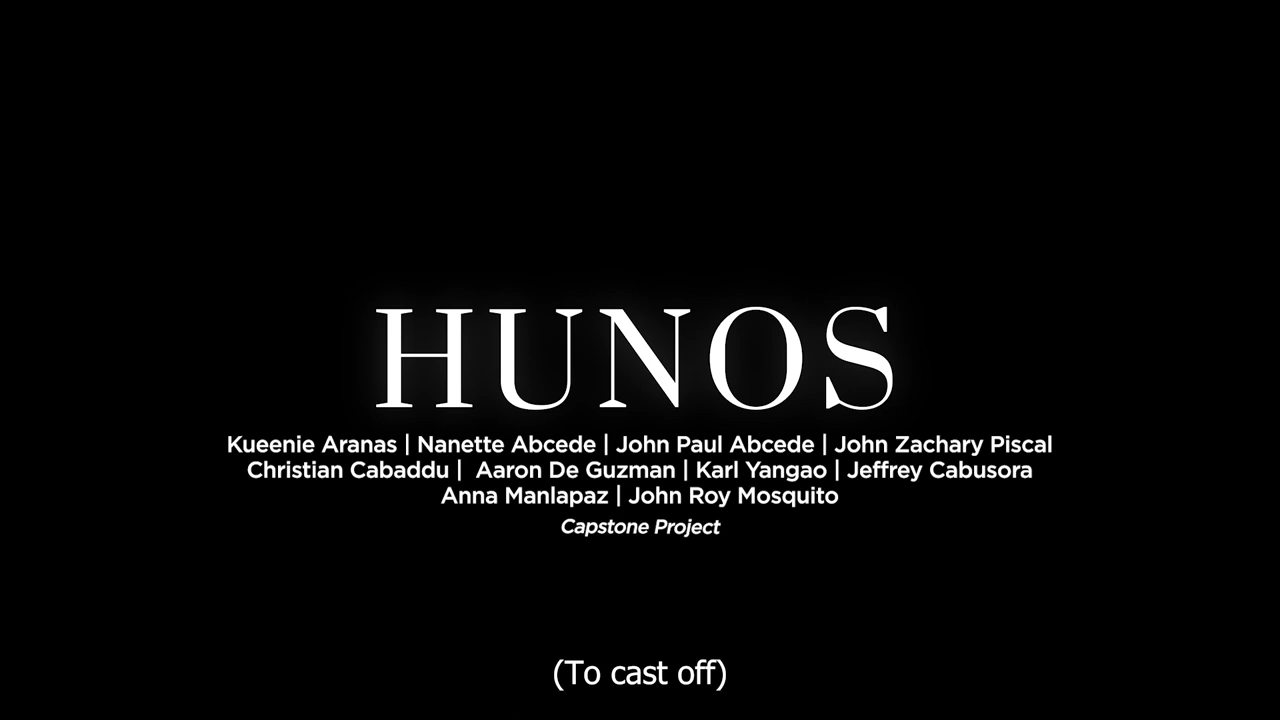 HUNOS
Kueenie Aranas | Nanette Abcede | John Paul Abcede | John Zachary Piscal
Christian Cabaddu | Aaron De Guzman | Karl Yangao | Jeffrey Cabusora
Anna Manlapaz | John Roy Mosquito
Capstone Project
(To cast off)